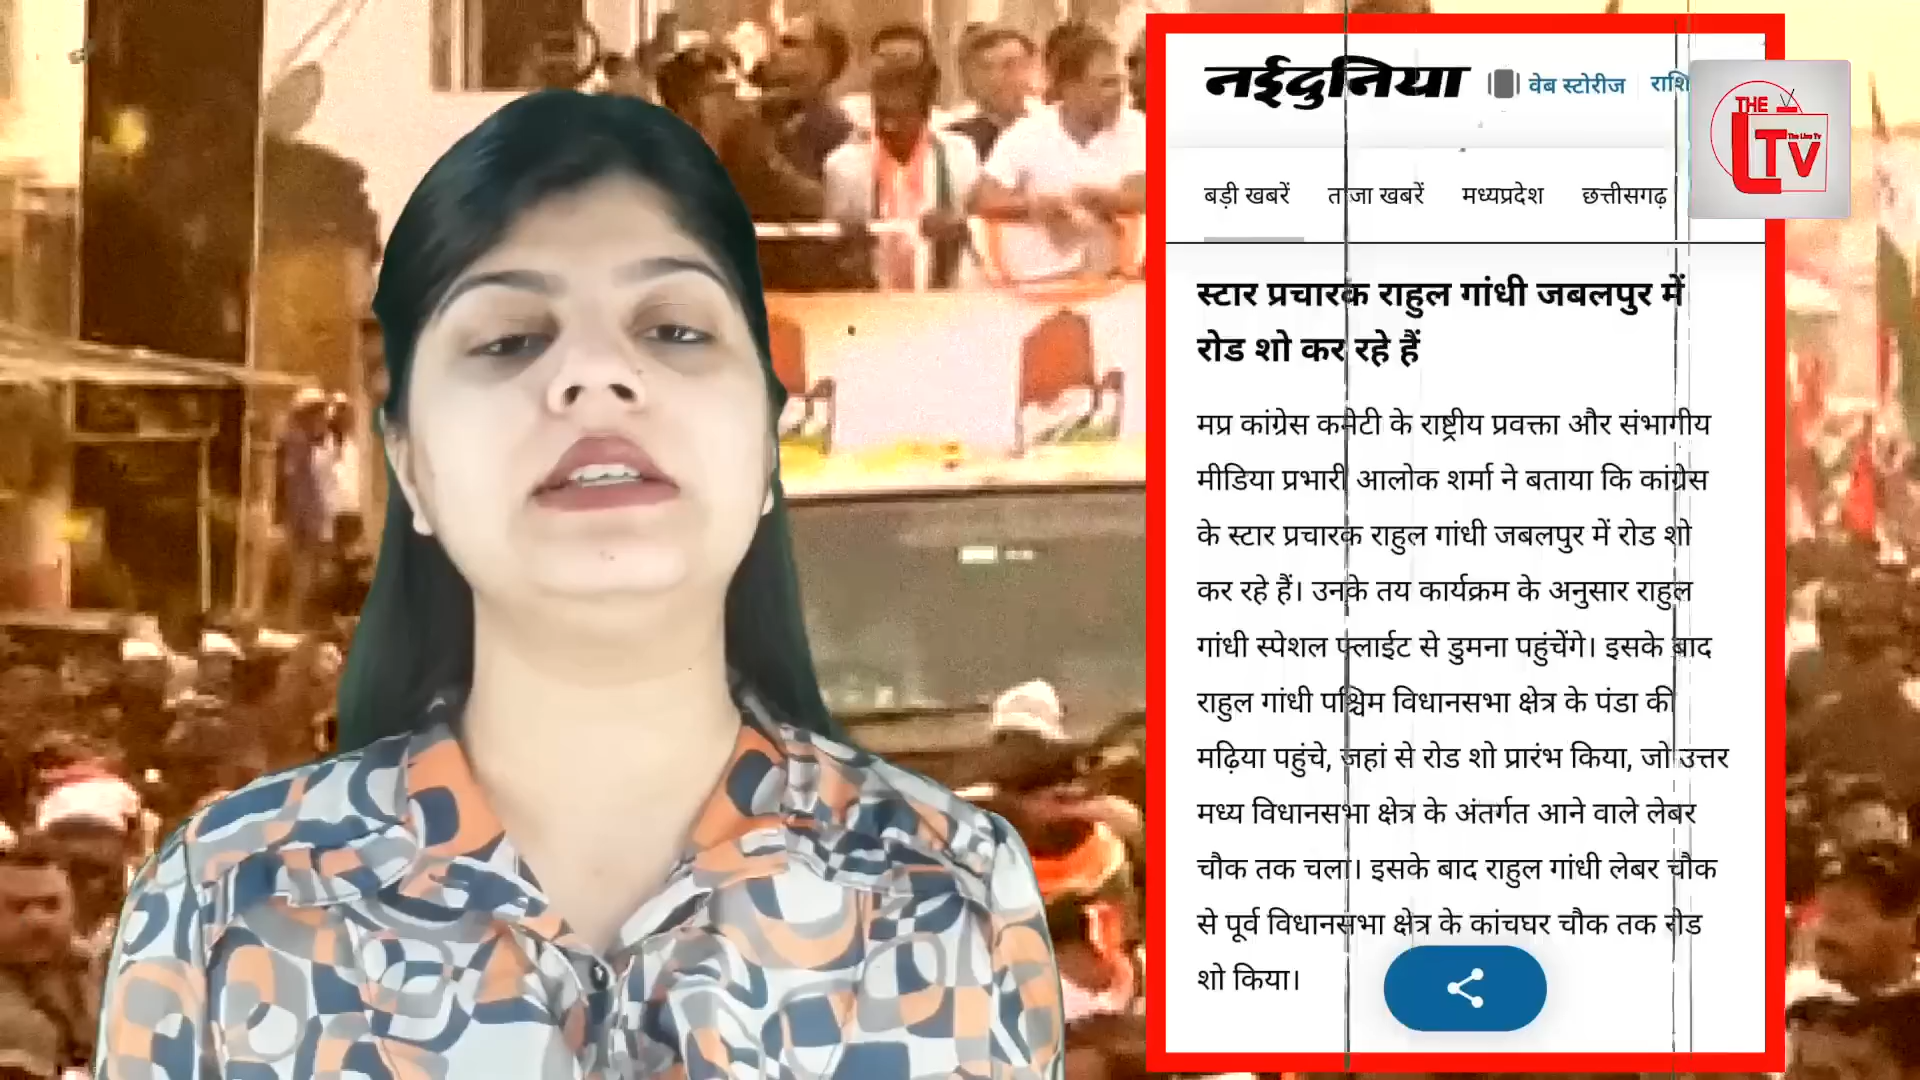 नईदुनिया वेब स्टोरीज राशि
THE
LTV
The Live Tv
बड़ी खबरें ताजा खबरें मध्यप्रदेश छत्तीसगढ़
स्टार प्रचारक राहुल गांधी जबलपुर में
रोड शो कर रहे हैं
मप्र कांग्रेस कमेटी के राष्ट्रीय प्रवक्ता और संभागीय
मीडिया प्रभारी आलोक शर्मा ने बताया कि कांग्रेस
के स्टार प्रचारक राहुल गांधी जबलपुर में रोड शो
कर रहे हैं। उनके तय कार्यक्रम के अनुसार राहुल
गांधी स्पेशल फ्लाईट से डुमना पहुंचेंगे। इसके बाद
राहुल गांधी पश्चिम विधानसभा क्षेत्र के पंडा की
मढ़िया पहुंचे, जहां से रोड शो प्रारंभ किया, जो उत्तर
मध्य विधानसभा क्षेत्र के अंतर्गत आने वाले लेबर
चौक तक चला। इसके बाद राहुल गांधी लेबर चौक
से पूर्व विधानसभा क्षेत्र के कांचघर चौक तक रोड
शो किया।